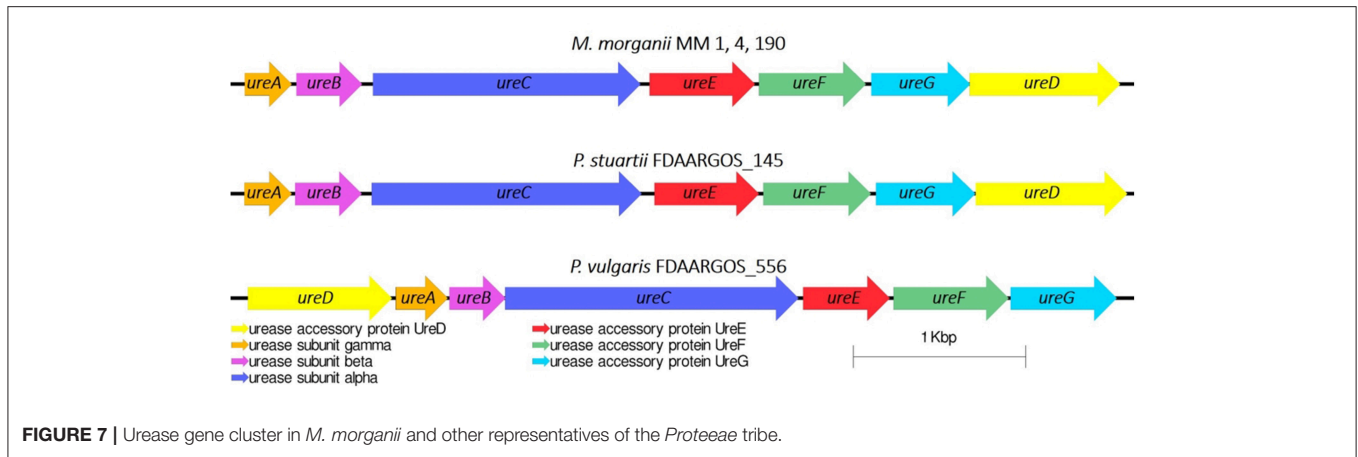 M. morganii MM 1, 4, 190
ureA ureB ureC ureE ureF ureG ureD
P. stuartii FDAARGOS_145
ureA ureB ureC ureE ureF ureG ureD
P. vulgaris FDAARGOS_556
ureD ureA ureB ureC ureE ureF ureG
urease accessory protein UreD
urease subunit gamma
urease subunit beta
urease subunit alpha
urease accessory protein UreE
urease accessory protein UreF
urease accessory protein UreG
1 Kbp
FIGURE 7 | Urease gene cluster in M. morganii and other representatives of the Proteeae tribe.